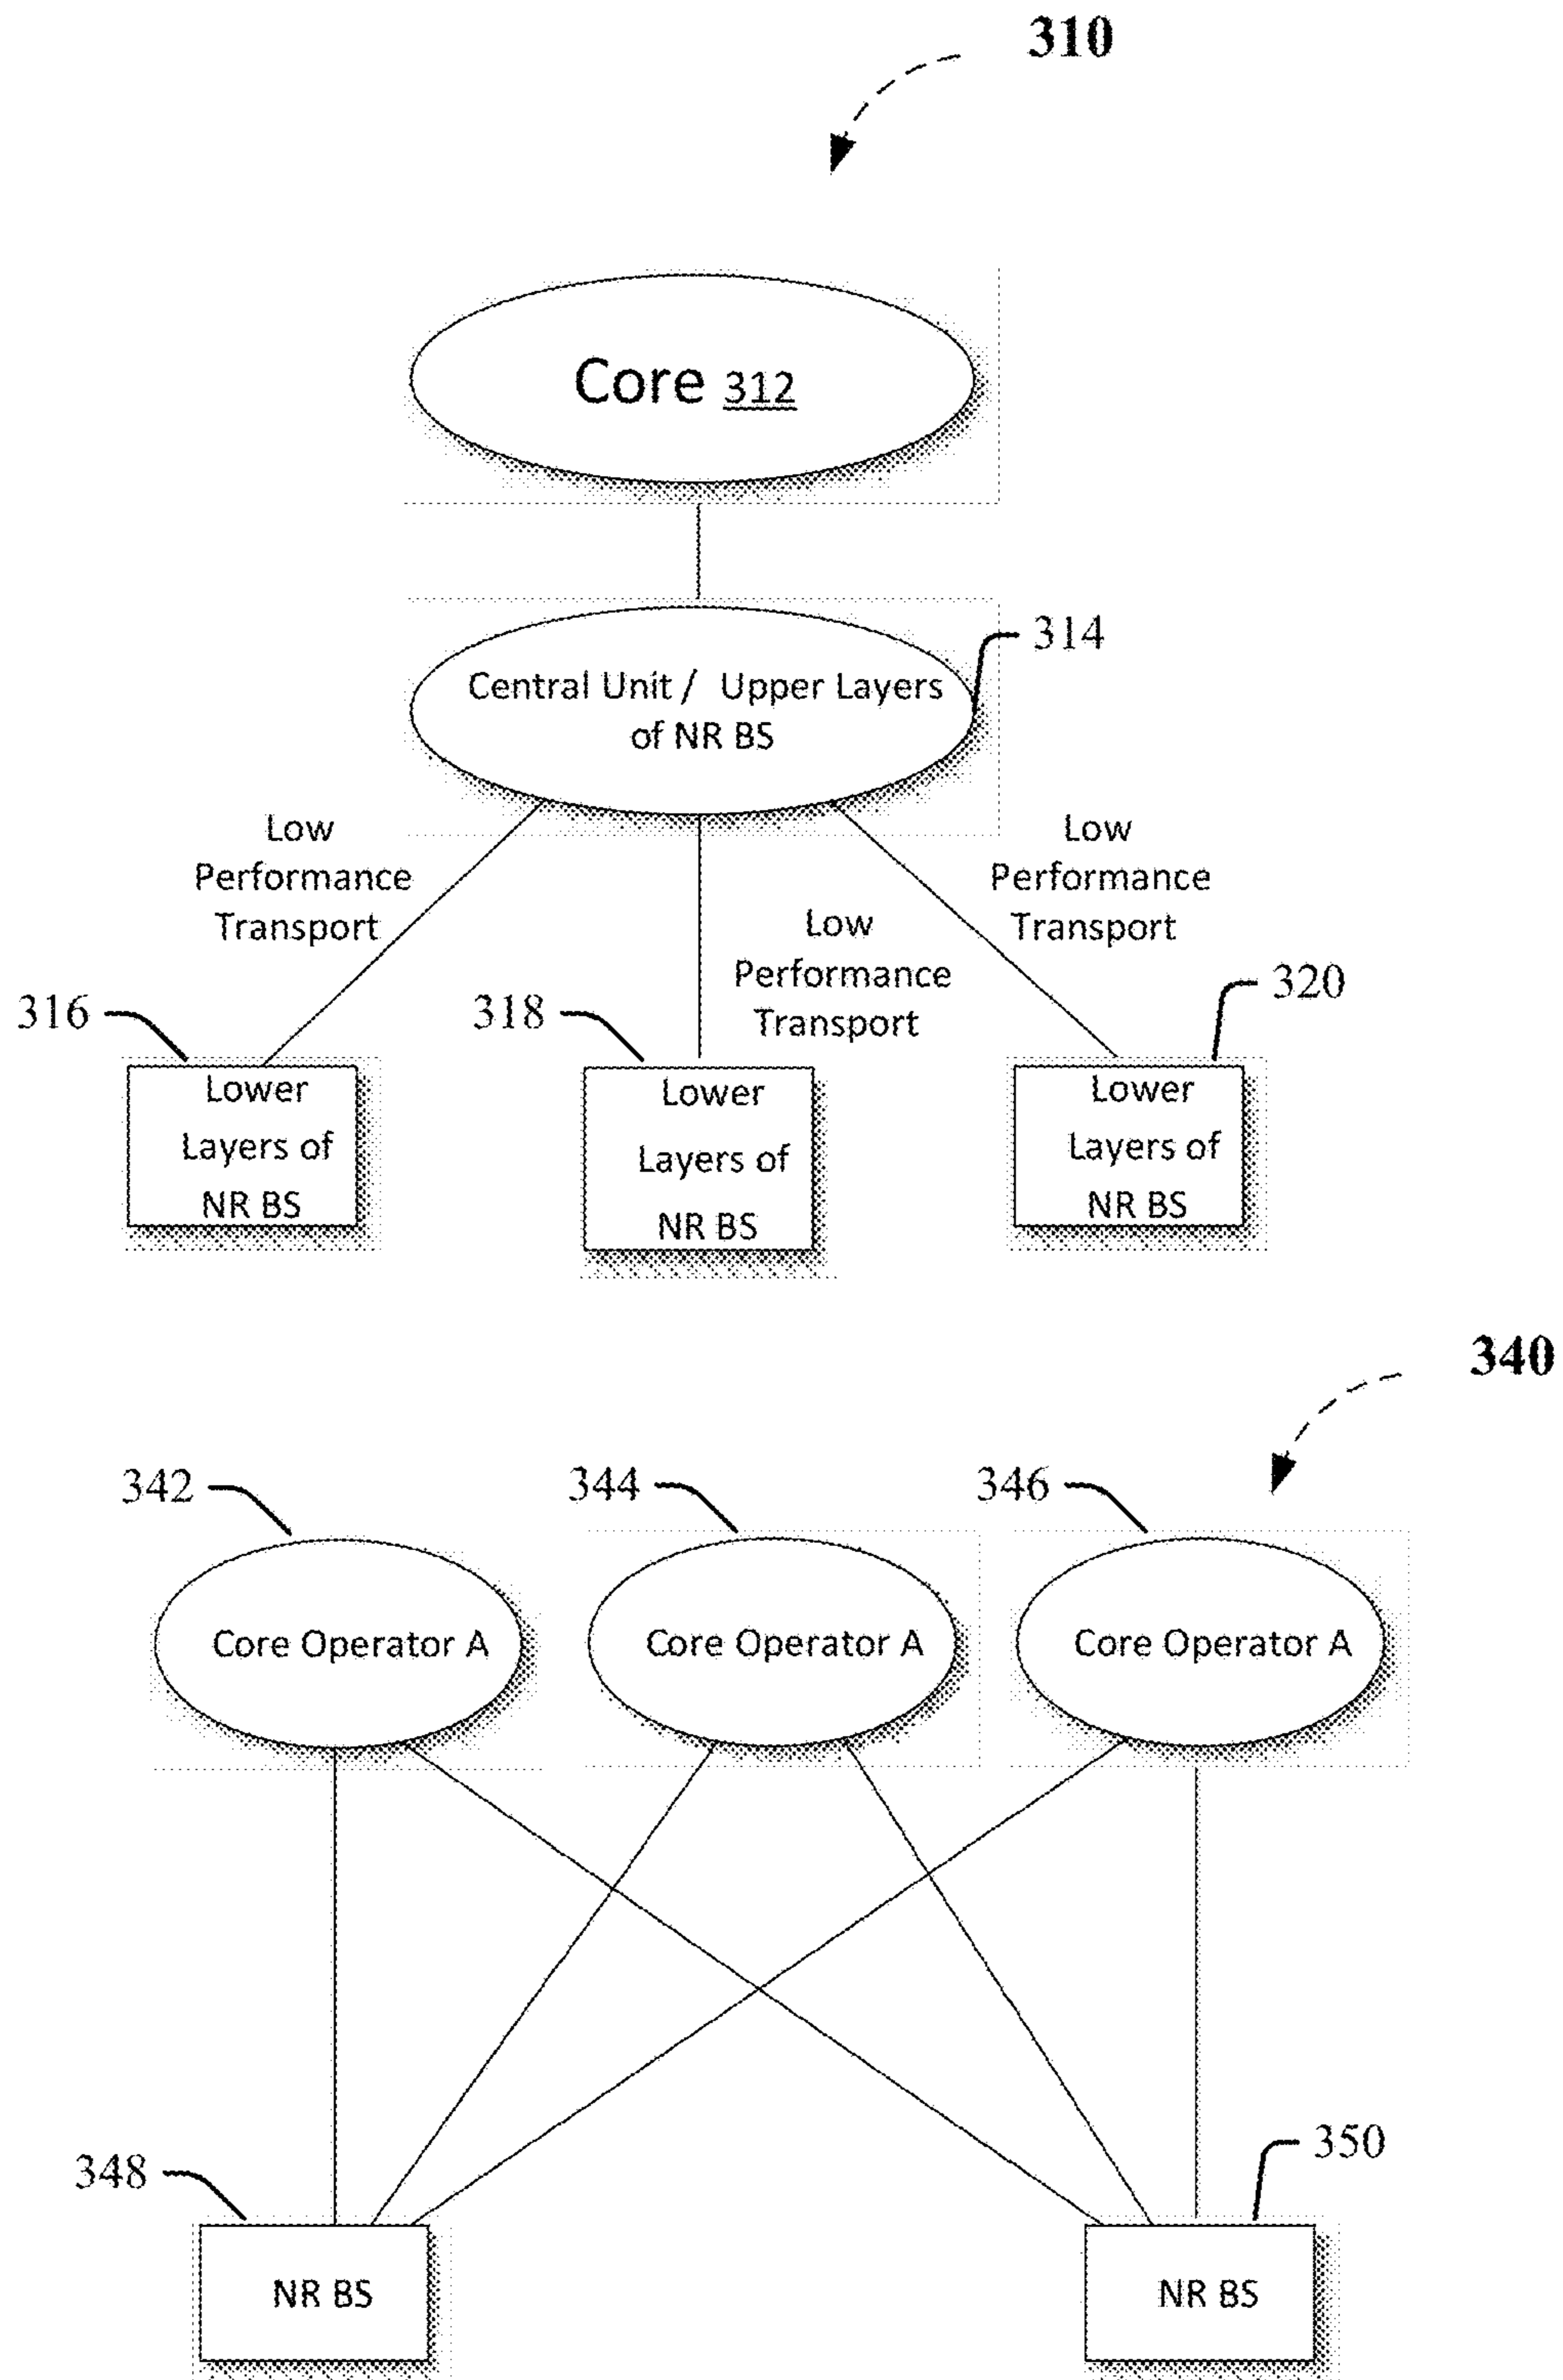 310
Core 312
314
Central Unit / Upper Layers
of NR BS
Low
Performance
Transport
Low
Performance
Transport
Low
Performance
Transport
316
318
320
Lower
Layers of
NR BS
Lower
Layers of
NR BS
Lower
Layers of
NR BS
340
342
344
346
Core Operator A
Core Operator A
Core Operator A
348
350
NR BS
NR BS